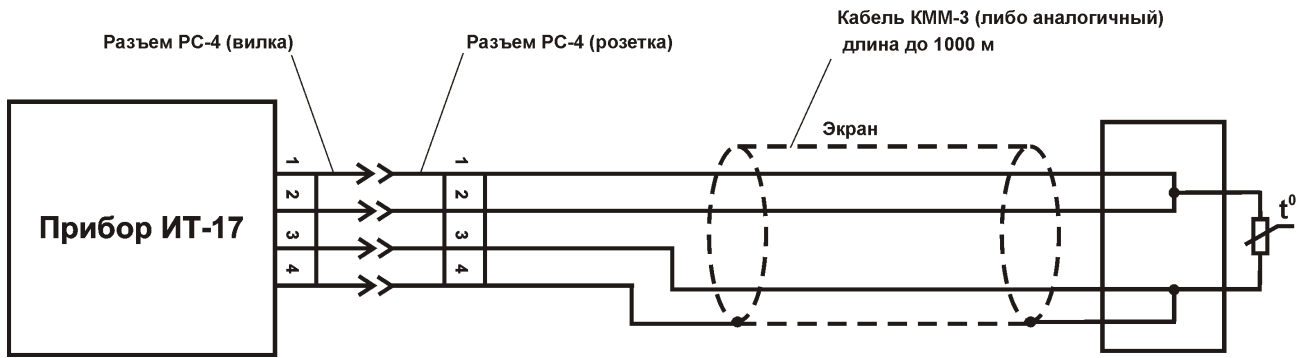 Кабель КММ-3 (либо аналогичный)
длина до 1000 м
Разъем РС-4 (вилка)
Разъем РС-4 (розетка)
Экран
Прибор ИТ-17
1
2
3
4
1
2
3
4
t⁰